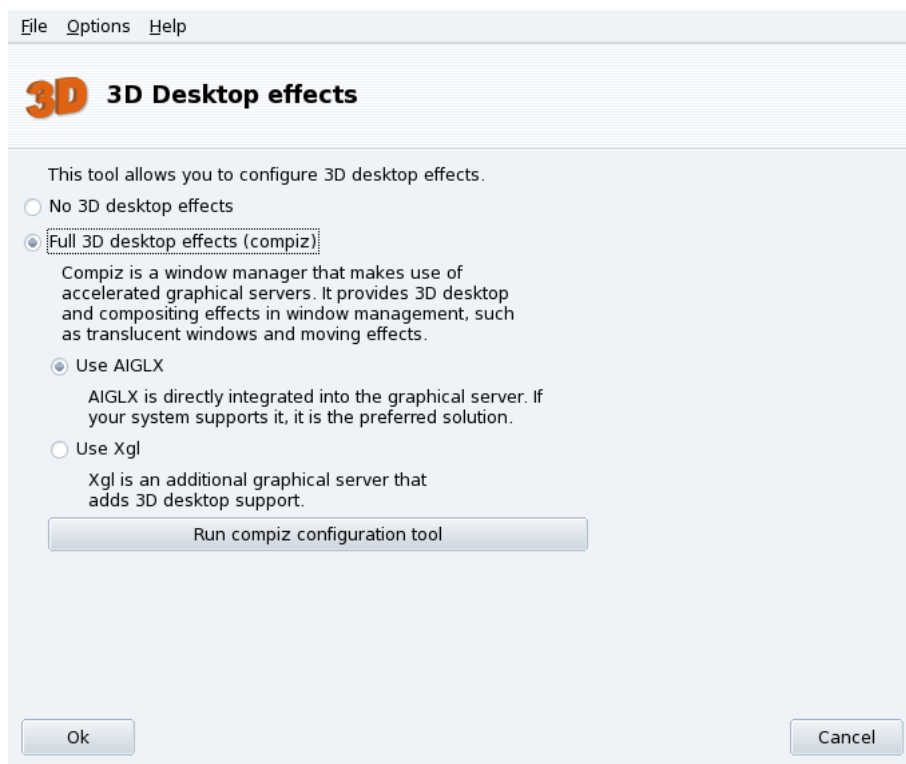 File Options Help
3D 3D Desktop effects
This tool allows you to configure 3D desktop effects.
No 3D desktop effects
Full 3D desktop effects (compiz)
Compiz is a window manager that makes use of
accelerated graphical servers. It provides 3D desktop
and compositing effects in window management, such
as translucent windows and moving effects.
Use AIGLX
AIGLX is directly integrated into the graphical server. If
your system supports it, it is the preferred solution.
Use Xgl
Xgl is an additional graphical server that
adds 3D desktop support.
Run compiz configuration tool
Ok Cancel